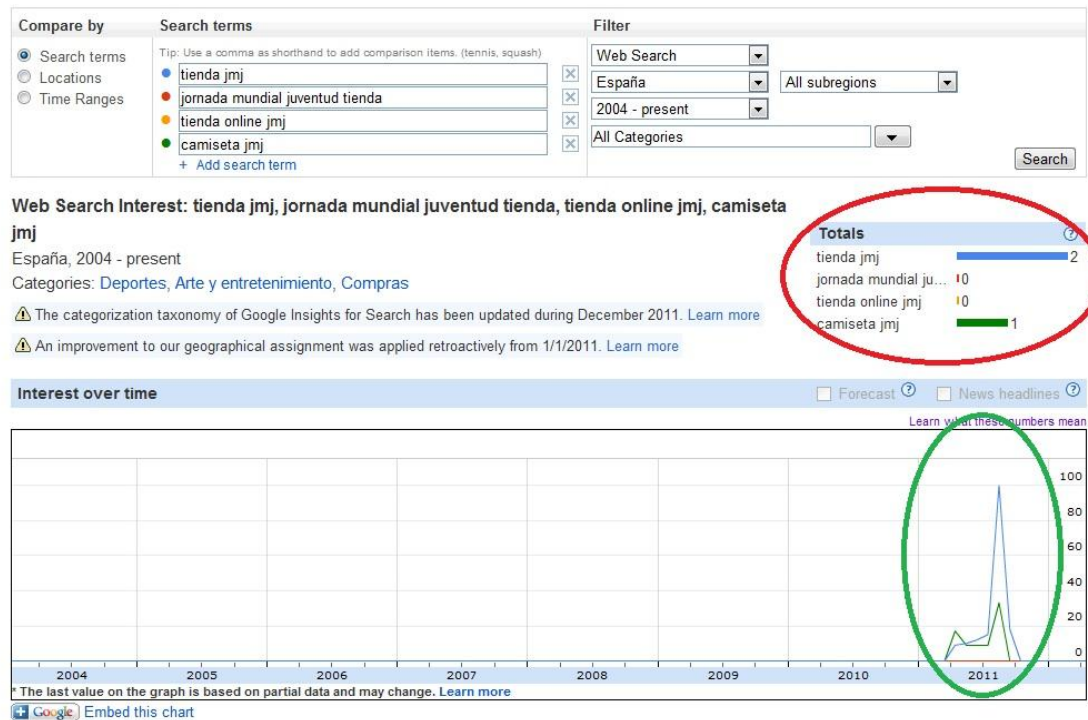 Compare by Search terms Filter
Search terms
Locations
Time Ranges
Tip: Use a comma as shorthand to add comparison items. (tennis, squash)
tienda jmj
jornada mundial juventud tienda
tienda online jmj
camiseta jmj
+ Add search term
Web Search
España All subregions
2004 - present
All Categories
Search
Web Search Interest: tienda jmj, jornada mundial juventud tienda, tienda online jmj, camiseta
jmj
España, 2004 - present
Categories: Deportes, Arte y entretenimiento, Compras
The categorization taxonomy of Google Insights for Search has been updated during December 2011. Learn more
An improvement to our geographical assignment was applied retroactively from 1/1/2011. Learn more
Totals ?
tienda jmj 2
jornada mundial ju... 0
tienda online jmj 0
camiseta jmj 1
Interest over time Forecast ? News headlines ?
Learn what these numbers mean
100
80
60
40
20
0
2004 2005 2006 2007 2008 2009 2010 2011
* The last value on the graph is based on partial data and may change. Learn more
+ Google Embed this chart